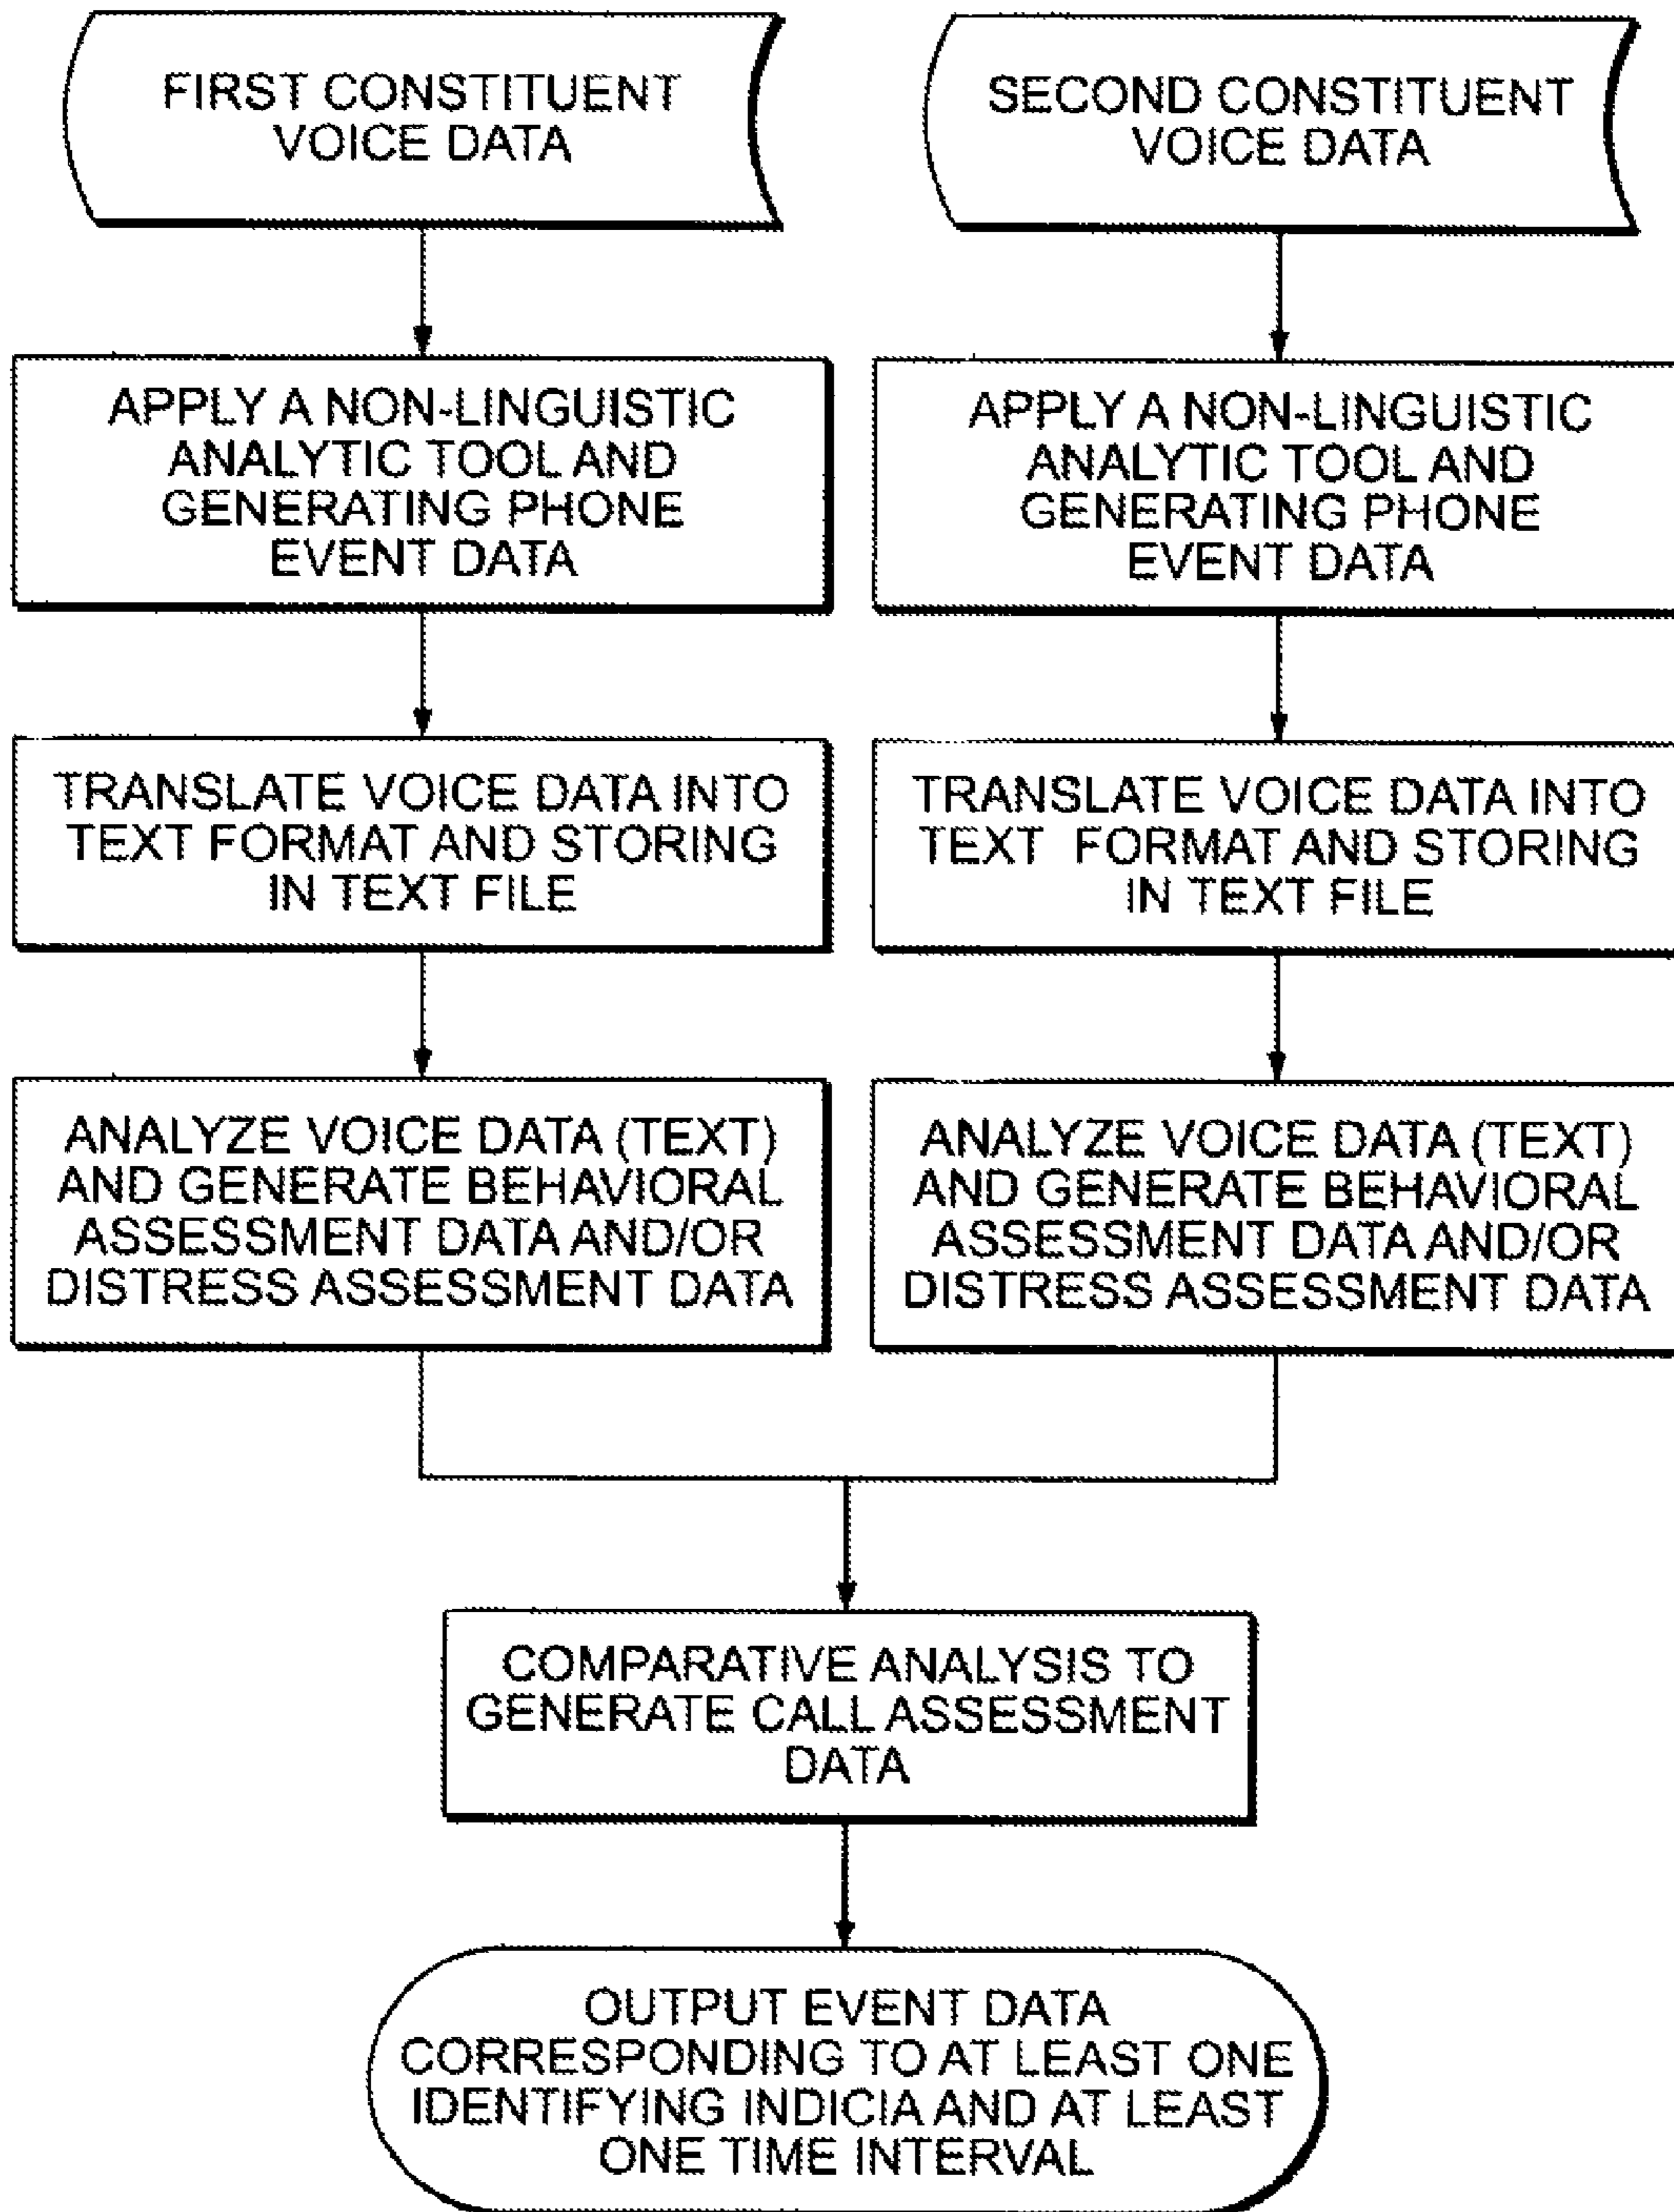 FIRST CONSTITUENT
VOICE DATA
SECOND CONSTITUENT
VOICE DATA
APPLY A NON-LINGUISTIC
ANALYTIC TOOL AND
GENERATING PHONE
EVENT DATA
APPLY A NON-LINGUISTIC
ANALYTIC TOOL AND
GENERATING PHONE
EVENT DATA
TRANSLATE VOICE DATA INTO
TEXT FORMAT AND STORING
IN TEXT FILE
TRANSLATE VOICE DATA INTO
TEXT FORMAT AND STORING
IN TEXT FILE
ANALYZE VOICE DATA (TEXT)
AND GENERATE BEHAVIORAL
ASSESSMENT DATA AND/OR
DISTRESS ASSESSMENT DATA
ANALYZE VOICE DATA (TEXT)
AND GENERATE BEHAVIORAL
ASSESSMENT DATA AND/OR
DISTRESS ASSESSMENT DATA
COMPARATIVE ANALYSIS TO
GENERATE CALL ASSESSMENT
DATA
OUTPUT EVENT DATA
CORRESPONDING TO AT LEAST ONE
IDENTIFYING INDICIA AND AT LEAST
ONE TIME INTERVAL